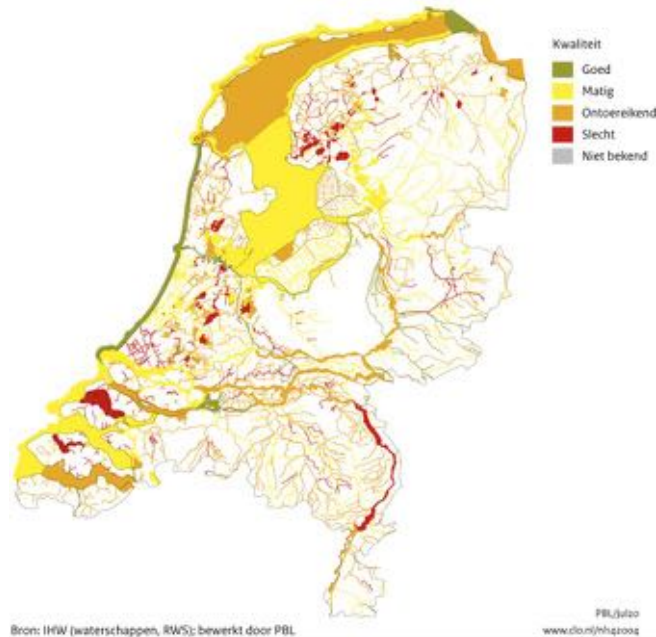 Kwaliteit
Goed
Matig
Ontoereikend
Slecht
Niet bekend
PBL/jul20
Bron: IHW (waterschappen, RWS); bewerkt door PBL
www.clo.nl/nl142004